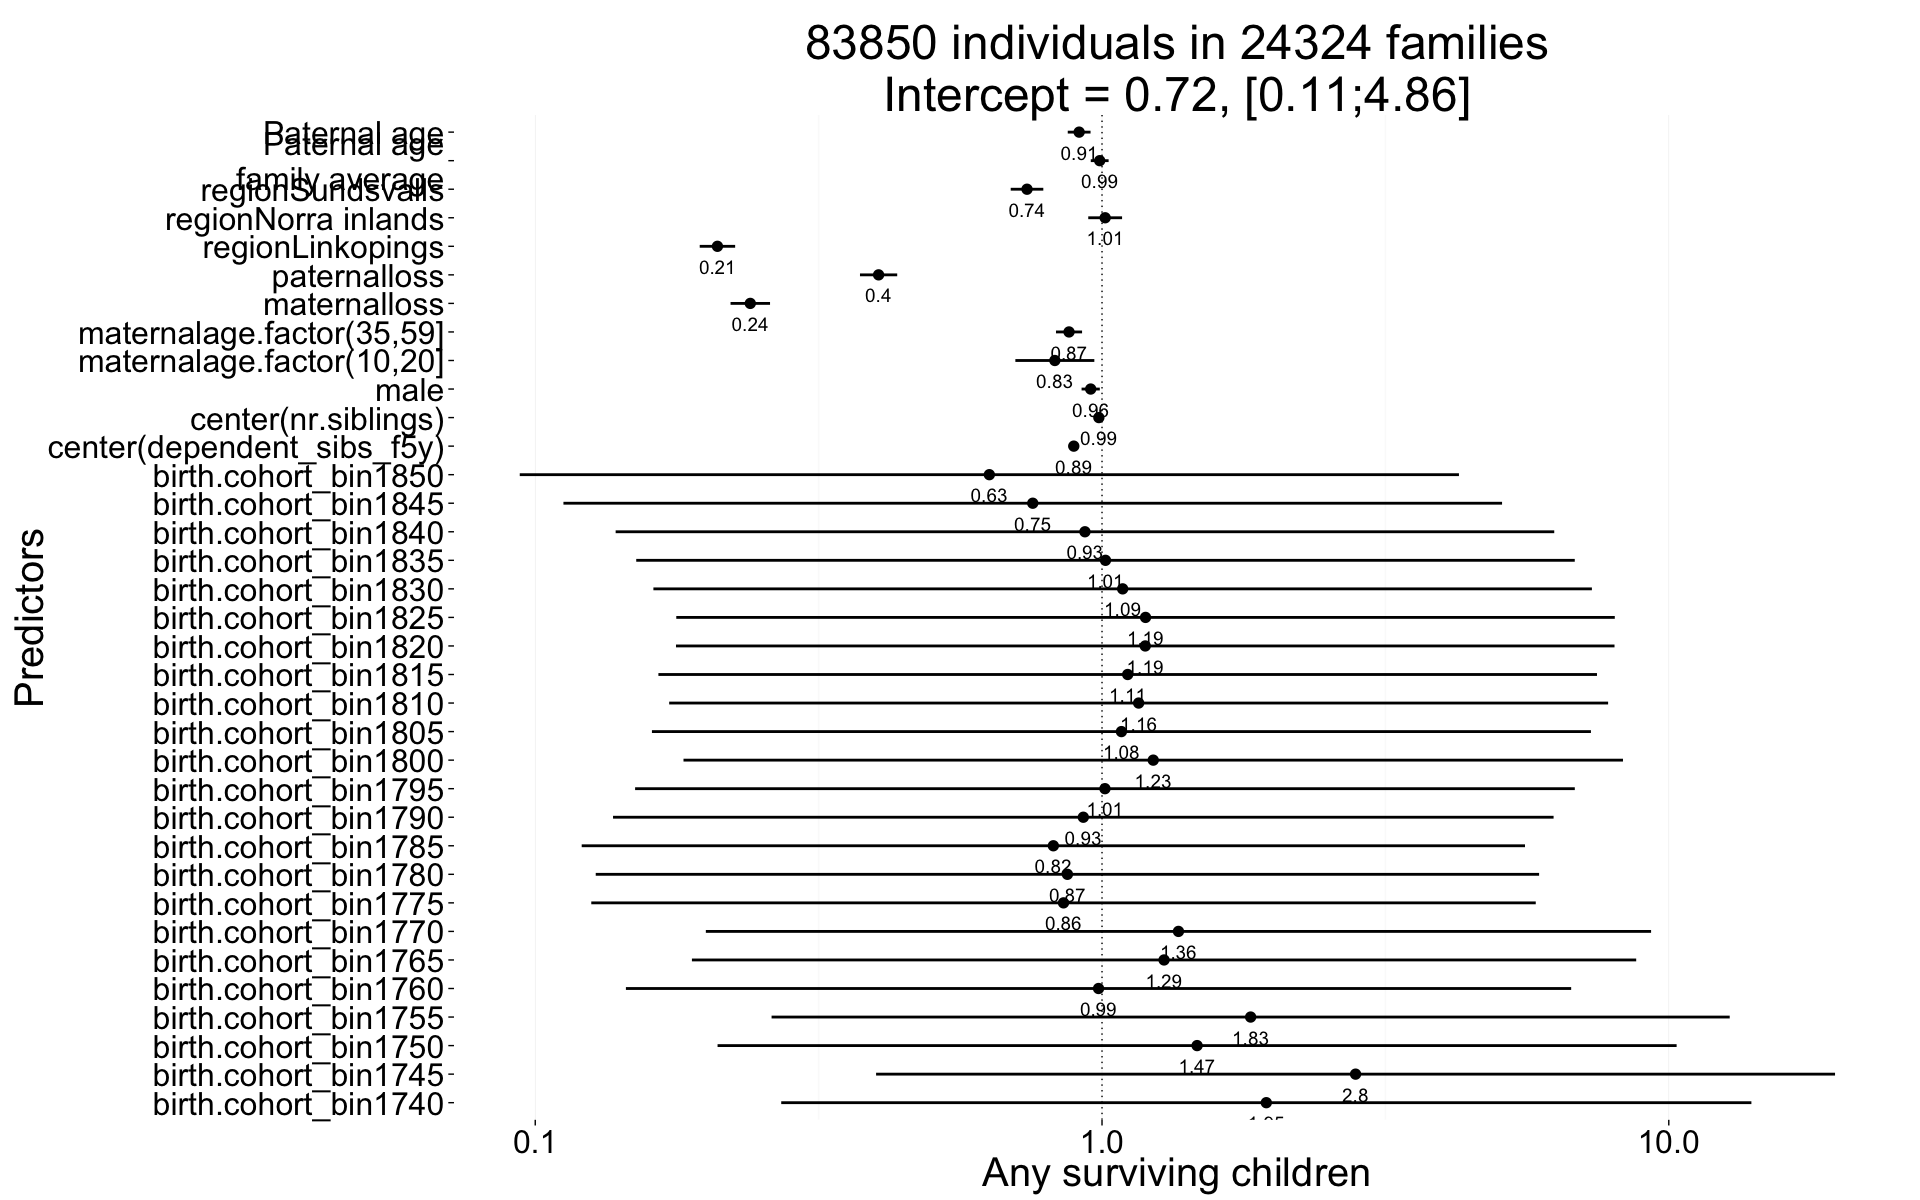 83850 individuals in 24324 families
Intercept = 0.72, [0.11;4.86]
Paternal age
Paternal age
family average
regionSundsvalls
regionNorra inlands
regionLinkopings
paternalloss
maternalloss
maternalage.factor(35,59]
maternalage.factor(10,20]
male
center(nr.siblings)
center(dependent_sibs_f5y)
birth.cohort_bin1850
birth.cohort_bin1845
birth.cohort_bin1840
birth.cohort_bin1835
birth.cohort_bin1830
birth.cohort_bin1825
birth.cohort_bin1820
birth.cohort_bin1815
birth.cohort_bin1810
birth.cohort_bin1805
birth.cohort_bin1800
birth.cohort_bin1795
birth.cohort_bin1790
birth.cohort_bin1785
birth.cohort_bin1780
birth.cohort_bin1775
birth.cohort_bin1770
birth.cohort_bin1765
birth.cohort_bin1760
birth.cohort_bin1755
birth.cohort_bin1750
birth.cohort_bin1745
birth.cohort_bin1740
Predictors
0.91
0.99
0.74
1.01
0.21
0.4
0.24
0.87
0.83
0.96
0.99
0.89
0.63
0.75
0.93
1.01
1.09
1.19
1.19
1.11
1.16
1.08
1.23
1.01
0.93
0.82
0.87
0.86
1.36
1.29
0.99
1.83
1.47
2.8
0.1
1.0
10.0
Any surviving children